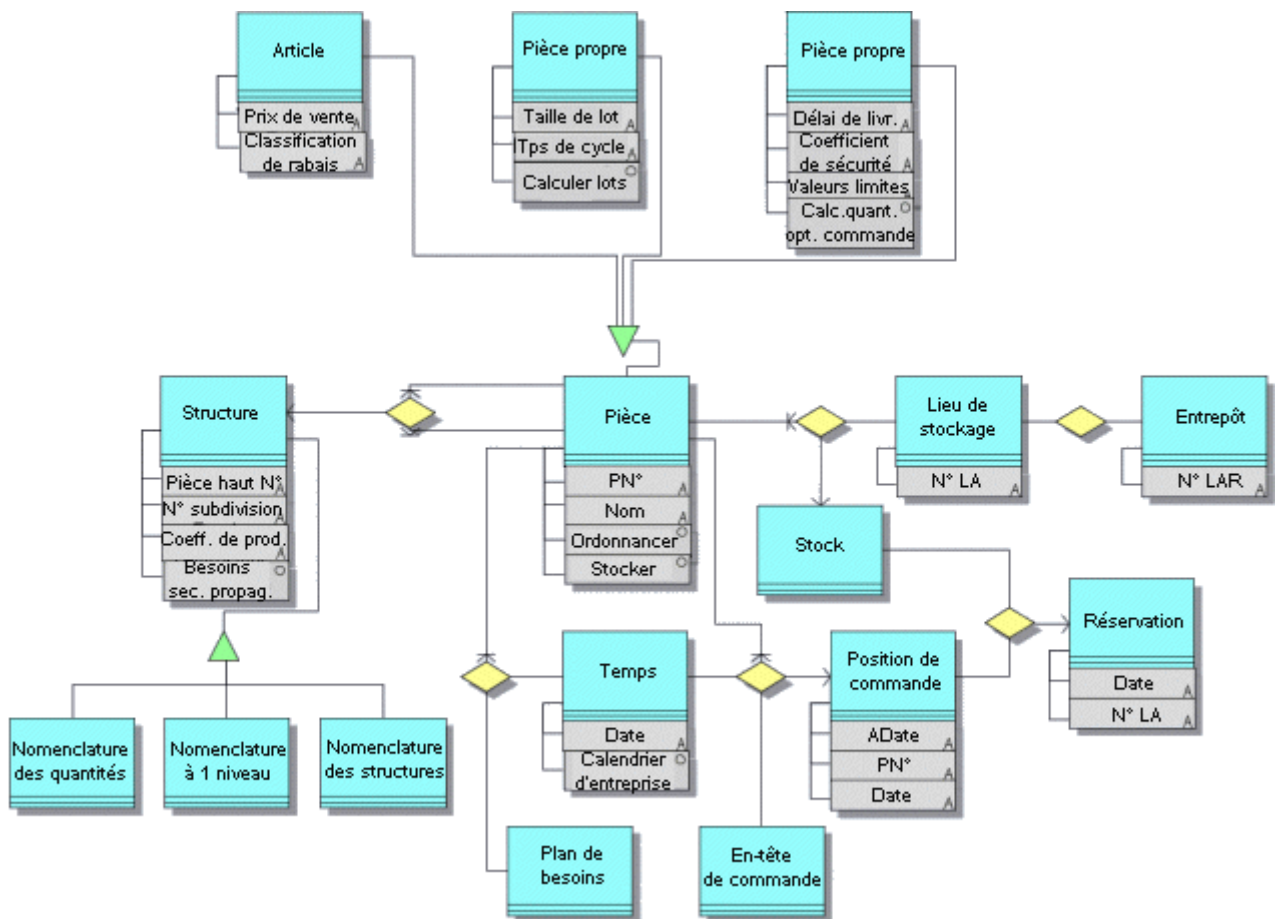 Article
Prix de vente A
Classification
de rabais A
Pièce propre
Taille de lot A
Tps de cycle A
Calculer lots
Pièce propre
Délai de livr. A
Coefficient
de sécurité A
Valeurs limites A
Calc.quant.
opt. commande
Structure
Pièce haut N° A
N° subdivision A
Coeff. de prod. A
Besoins
sec. propag.
Pièce
PN° A
Nom A
Ordonnancer
Stocker
Lieu de
stockage
N° LA A
Entrepôt
N° LAR A
Stock
Réservation
Date A
N° LA A
Temps
Date A
Calendrier
d'entreprise
Position de
commande
ADate A
PN° A
Date A
Nomenclature
des quantités
Nomenclature
à 1 niveau
Nomenclature
des structures
Plan de
besoins
En-tête
de commande